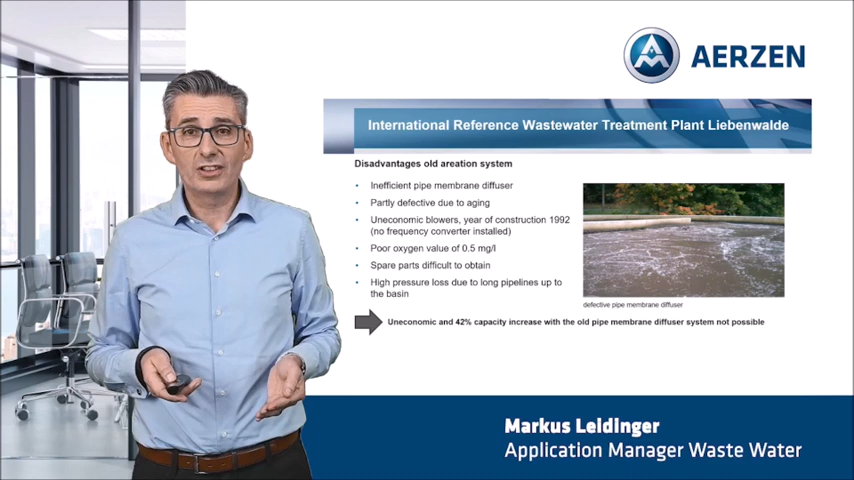 AERZEN
International Reference Wastewater Treatment Plant Liebenwalde
Disadvantages old areation system
• Inefficient pipe membrane diffuser
• Partly defective due to aging
• Uneconomic blowers, year of construction 1992
(no frequency converter installed)
• Poor oxygen value of 0.5 mg/l
• Spare parts difficult to obtain
• High pressure loss due to long pipelines up to
the basin
defective pipe membrane diffuser
Uneconomic and 42% capacity increase with the old pipe membrane diffuser system not possible
Markus Leidinger
Application Manager Waste Water